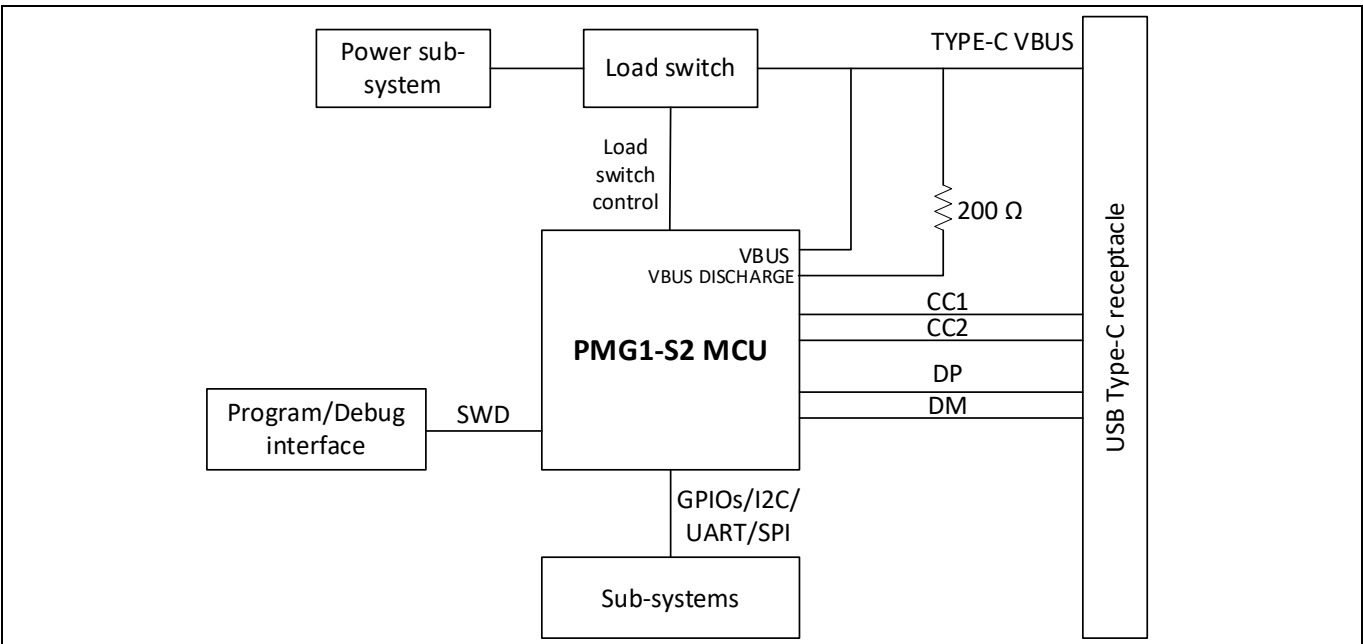 TYPE-C VBUS
Power sub-
system
Load switch
Load
switch
control
200 Ω
VBUS
VBUS DISCHARGE
CC1
CC2
PMG1-S2 MCU
DP
DM
USB Type-C receptacle
Program/Debug
interface
SWD
GPIOs/I2C/
UART/SPI
Sub-systems